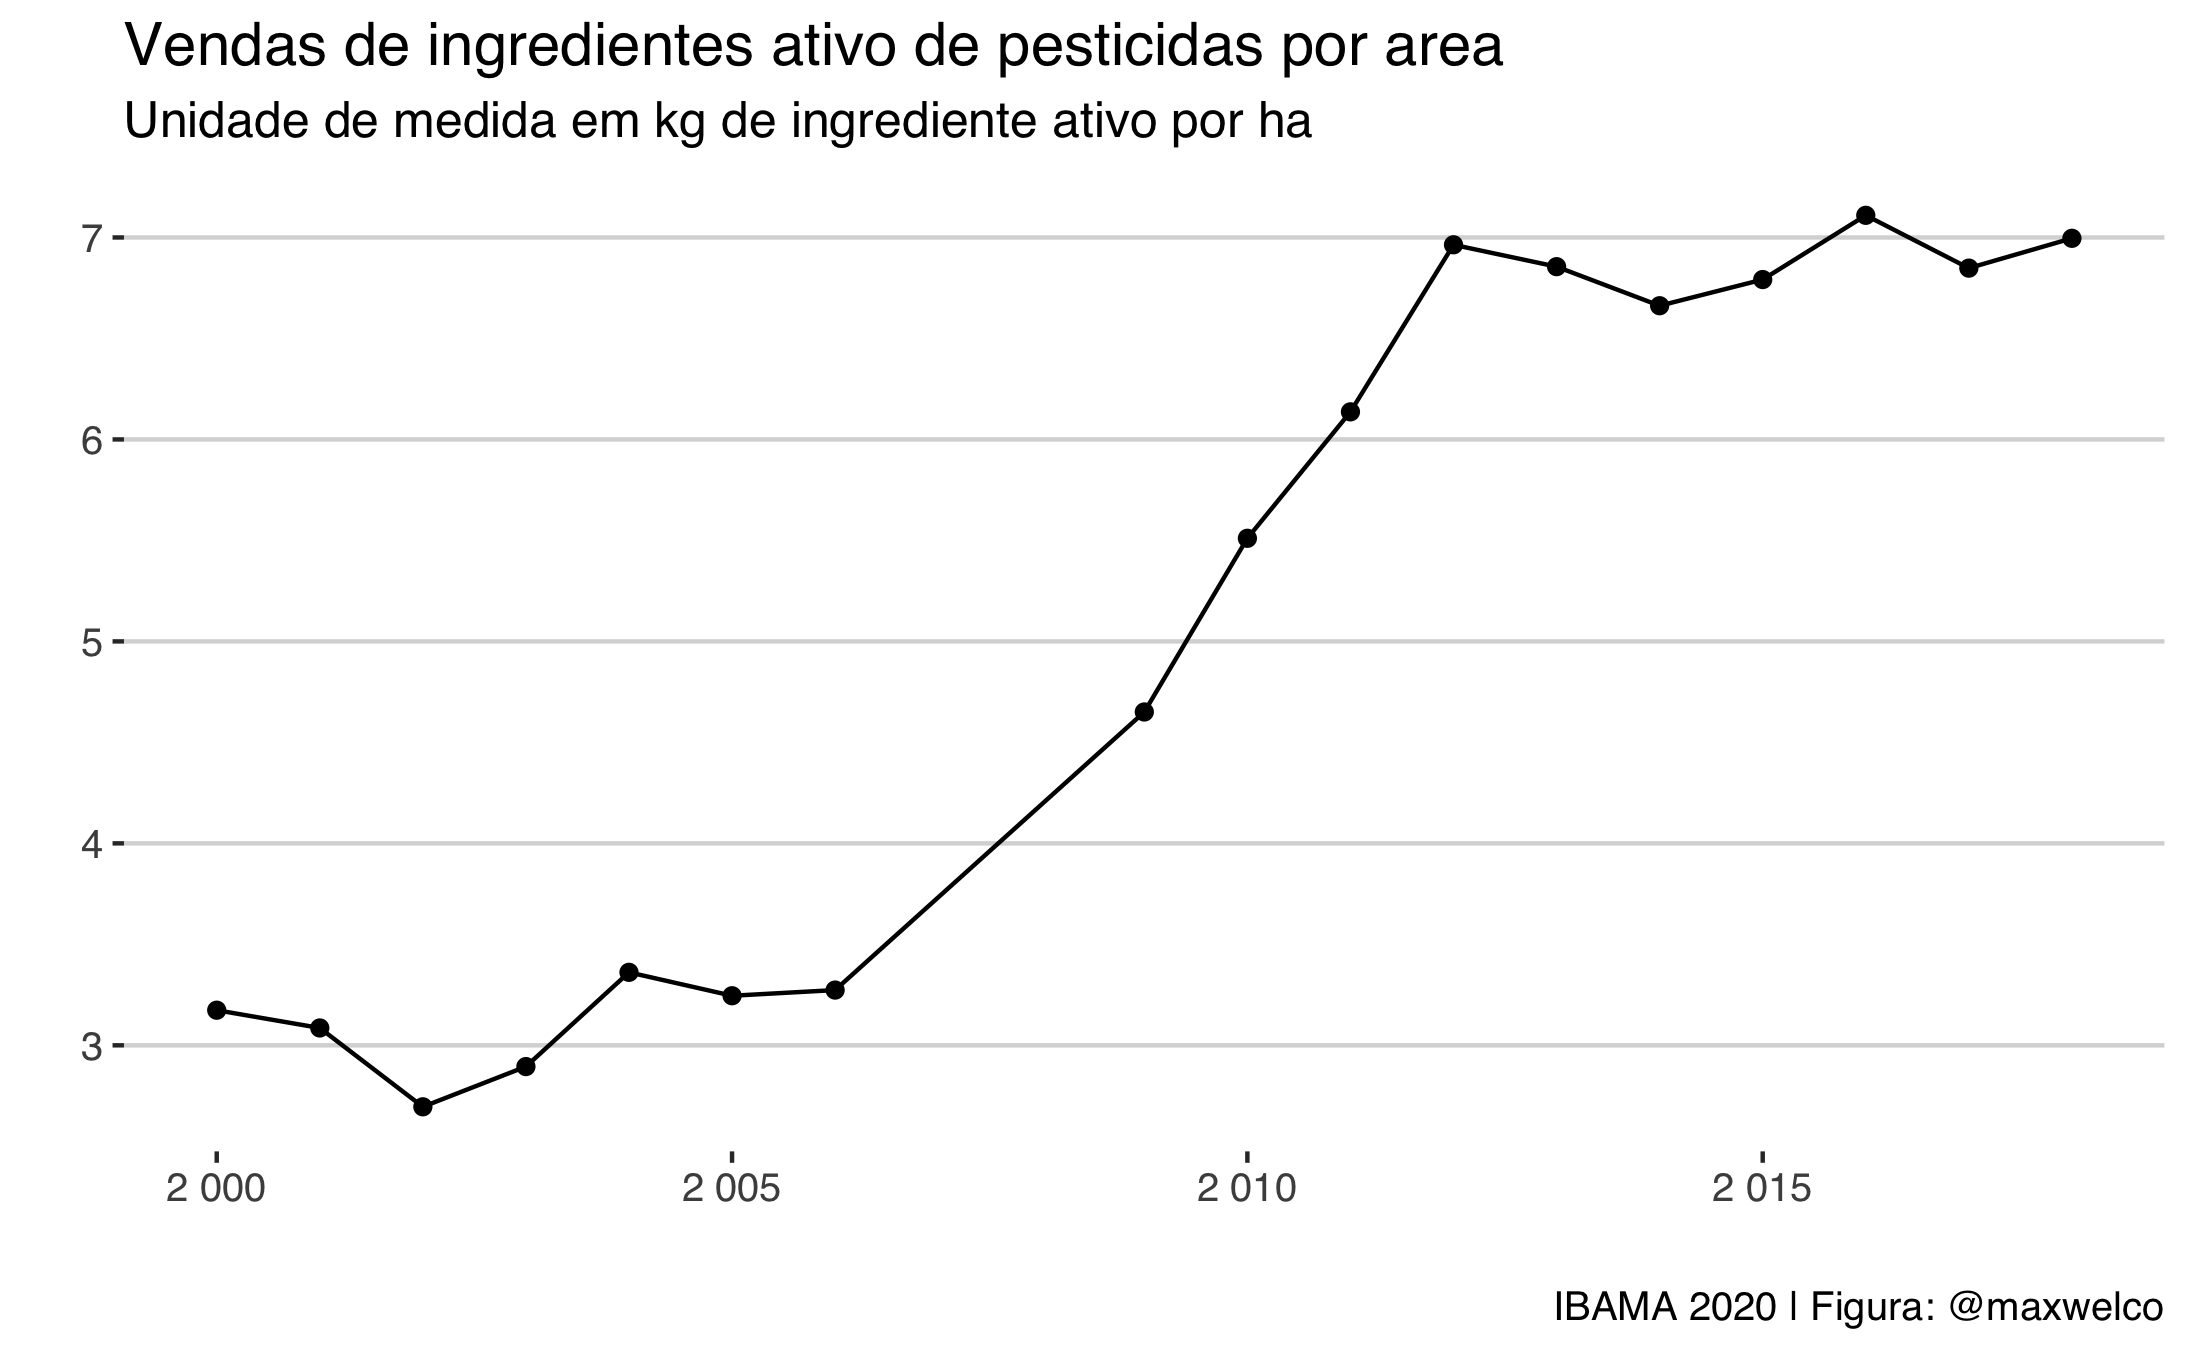 Vendas de ingredientes ativo de pesticidas por area
Unidade de medida em kg de ingrediente ativo por ha
7
6
5
4
3
2 000 2 005 2 010 2 015
IBAMA 2020 | Figura: @maxwelco